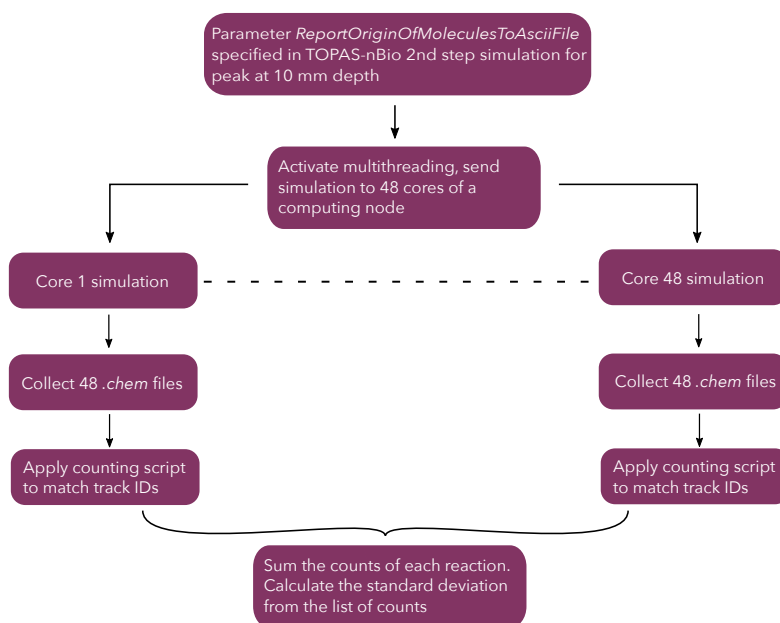 Parameter ReportOriginOfMoleculesToAsciiFile
specified in TOPAS-nBio 2nd step simulation for
peak at 10 mm depth
Activate multithreading, send
simulation to 48 cores of a
computing node
Core 1 simulation
Core 48 simulation
Collect 48 .chem files
Collect 48 .chem files
Apply counting script
to match track IDs
Apply counting script
to match track IDs
Sum the counts of each reaction.
Calculate the standard deviation
from the list of counts